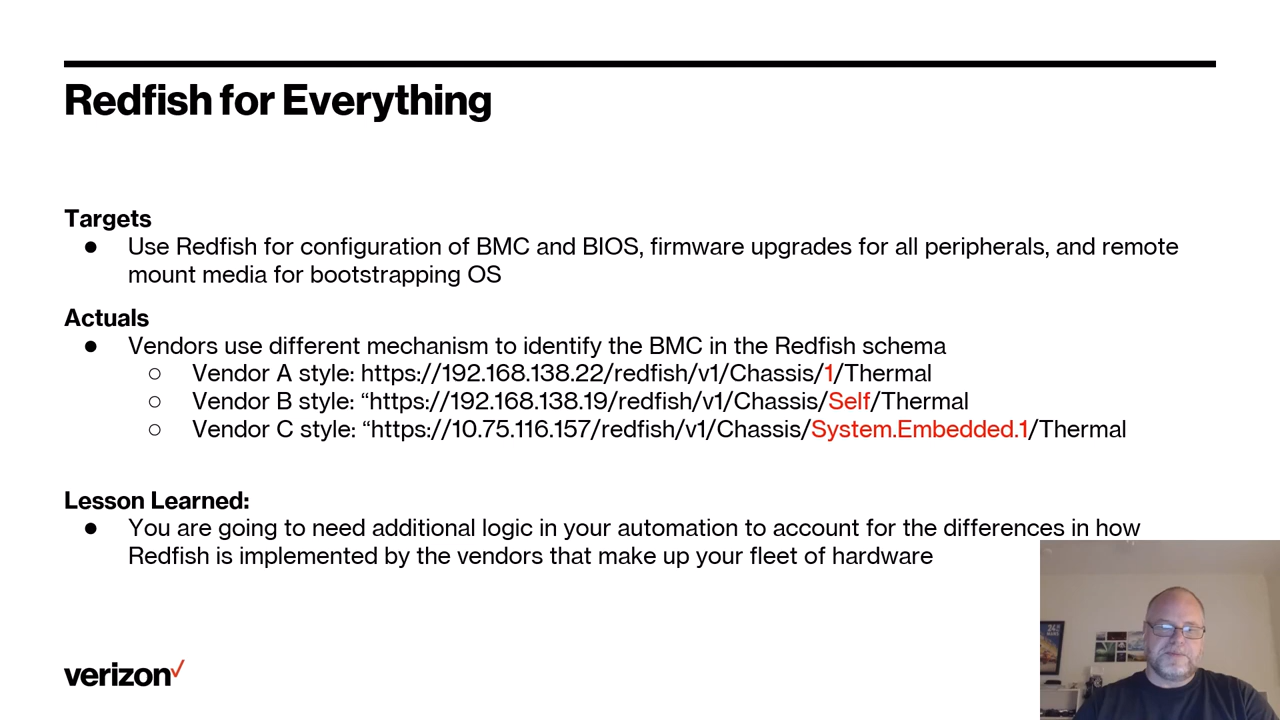 Redfish for Everything
Targets
● Use Redfish for configuration of BMC and BIOS, firmware upgrades for all peripherals, and remote
mount media for bootstrapping OS
Actuals
● Vendors use different mechanism to identify the BMC in the Redfish schema
○ Vendor A style: https://192.168.138.22/redfish/v1/Chassis/1/Thermal
○ Vendor B style: “https://192.168.138.19/redfish/v1/Chassis/Self/Thermal
○ Vendor C style: “https://10.75.116.157/redfish/v1/Chassis/System.Embedded.1/Thermal
Lesson Learned:
● You are going to need additional logic in your automation to account for the differences in how
Redfish is implemented by the vendors that make up your fleet of hardware
verizon✓